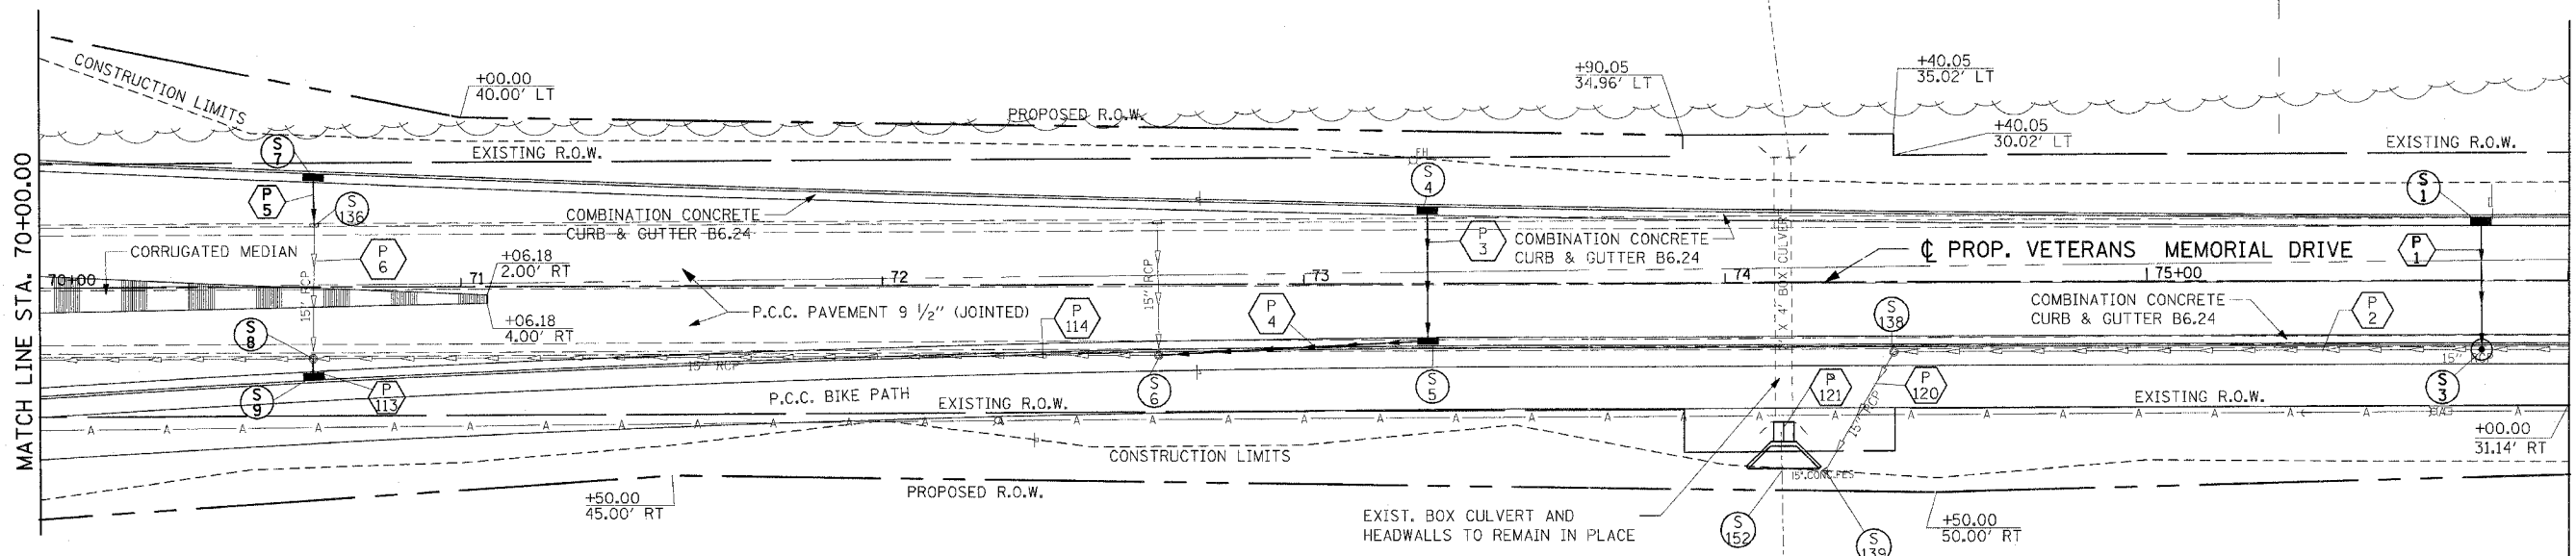 MATCH LINE STA. 70+00.00
CONSTRUCTION LIMITS
+00.00
40.00' LT
PROPOSED R.O.W.
+90.05
34.96' LT
+40.05
35.02' LT
+40.05
30.02' LT
EXISTING R.O.W.
EXISTING R.O.W.
S
7
FH
S
4
S
1
P
5
S
136
COMBINATION CONCRETE
CURB & GUTTER B6.24
P
3
COMBINATION CONCRETE
CURB & GUTTER B6.24
℄ PROP. VETERANS MEMORIAL DRIVE
P
1
CORRUGATED MEDIAN
P
6
+06.18
2.00' RT
70+00
71
72
73
74
75+00
15" RCP
15" RCP
+06.18
4.00' RT
P.C.C. PAVEMENT 9 1/2" (JOINTED)
P
114
P
4
S
138
COMBINATION CONCRETE
CURB & GUTTER B6.24
P
2
S
8
15" RCP
15" RCP
S
9
P
113
P.C.C. BIKE PATH
EXISTING R.O.W.
S
6
S
5
P
121
P
120
15" RCP
S
3
EXISTING R.O.W.
A A A A A A
CONSTRUCTION LIMITS
15" CONC. FES
+00.00
31.14' RT
+50.00
45.00' RT
PROPOSED R.O.W.
EXIST. BOX CULVERT AND
HEADWALLS TO REMAIN IN PLACE
S
152
S
139
+50.00
50.00' RT